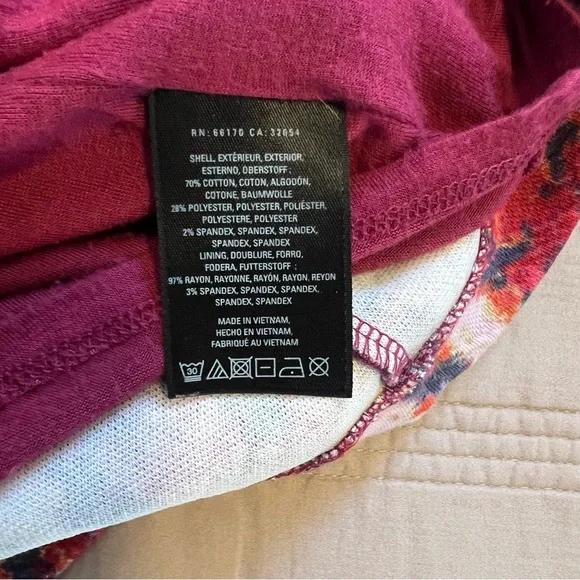 RN: 66170 CA: 32054
SHELL, EXTÉRIEUR, EXTERIOR,
ESTERNO, OBERSTOFF:
70% COTTON, COTON, ALGODÓN,
COTONE, BAUMWOLLE
28% POLYESTER, POLYESTER, POLIÉSTER,
POLYESTERE, POLYESTER
2% SPANDEX, SPANDEX, SPANDEX,
SPANDEX, SPANDEX
LINING, DOUBLURE, FORRO,
FODERA, FUTTERSTOFF:
97% RAYON, RAYONNE, RAYÓN, RAYON, REYON
3% SPANDEX, SPANDEX, SPANDEX,
SPANDEX, SPANDEX
MADE IN VIETNAM,
HECHO EN VIETNAM,
FABRIQUÉ AU VIETNAM
30